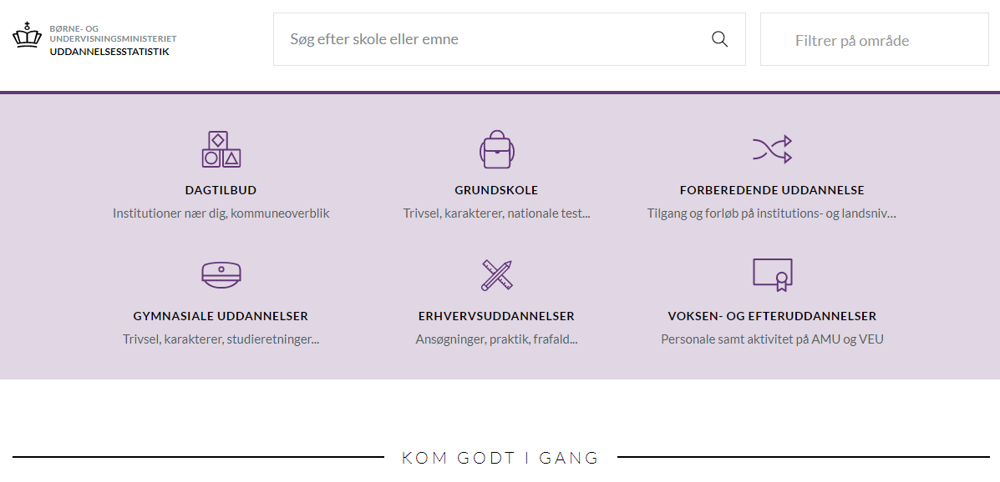 BØRNE- OG
UNDERVISNINGSMINISTERIET
UDDANNELSESSTATISTIK
Søg efter skole eller emne
Filtrer på område
DAGTILBUD
Institutioner nær dig, kommuneoverblik
GRUNDSKOLE
Trivsel, karakterer, nationale test...
FORBEREDENDE UDDANNELSE
Tilgang og forløb på institutions- og landsniv...
GYMNASIALE UDDANNELSER
Trivsel, karakterer, studieretninger...
ERHVERVSUDDANNELSER
Ansøgninger, praktik, frafald...
VOKSEN- OG EFTERUDDANNELSER
Personale samt aktivitet på AMU og VEU
KOM GODT I GANG